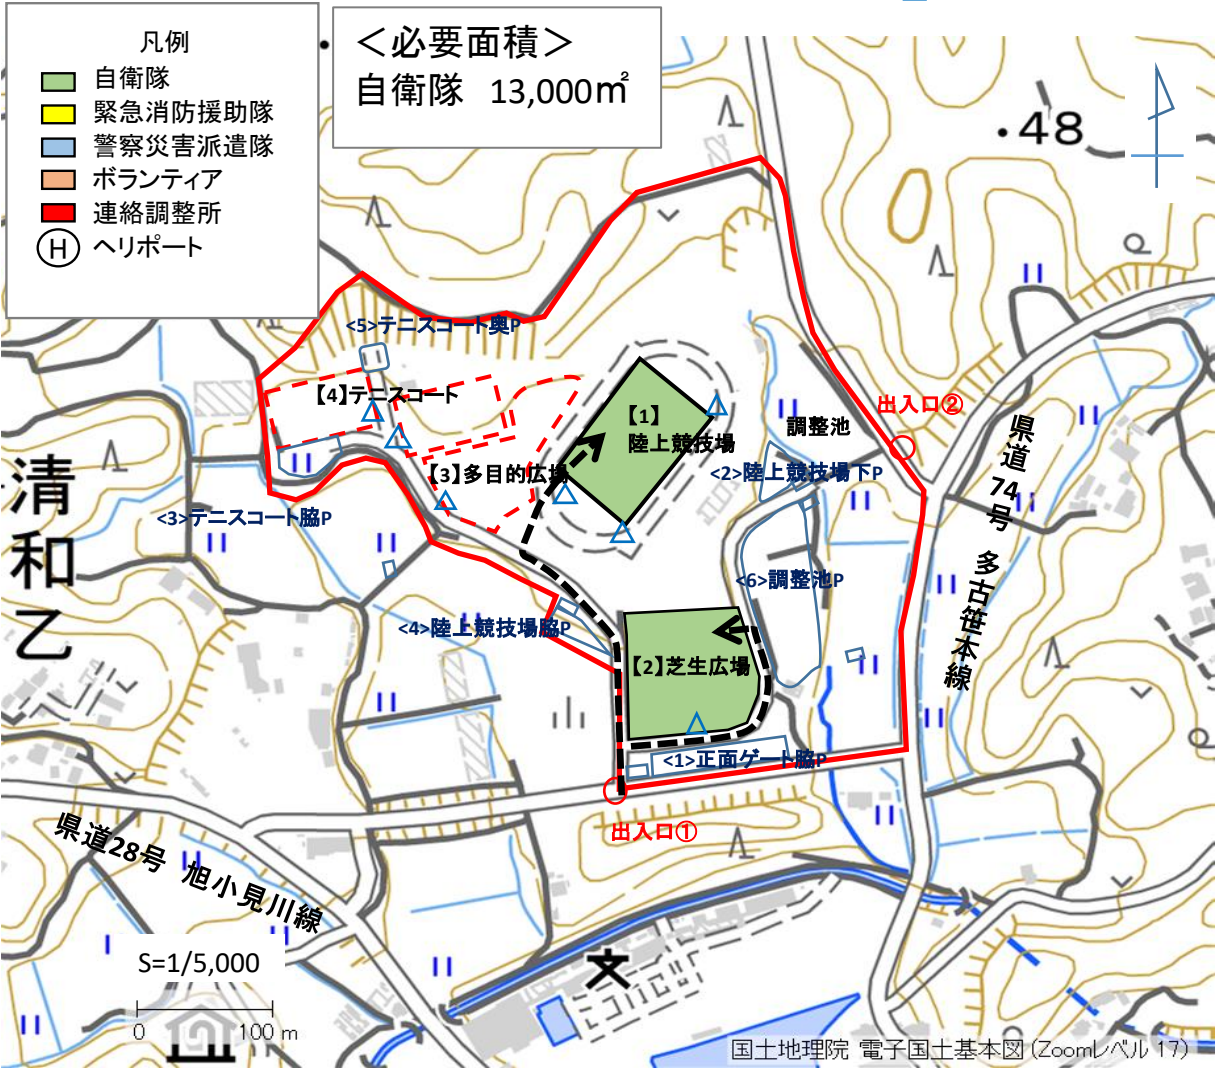 凡例
自衛隊
緊急消防援助隊
警察災害派遣隊
ボランティア
連絡調整所
H ヘリポート
＜必要面積＞
自衛隊 13,000㎡
・48
<5>テニスコート奥P
【4】テニスコート
【1】
陸上競技場
出入口②
調整池
県道74号 多古笹本線
【3】多目的広場
<2>陸上競技場下P
<3>テニスコート脇P
清和乙
<6>調整池P
<4>陸上競技場脇P
【2】芝生広場
<1>正面ゲート脇P
出入口①
県道28号 旭小見川線
S=1/5,000
0 100 m
国土地理院 電子国土基本図 (Zoomレベル 17)